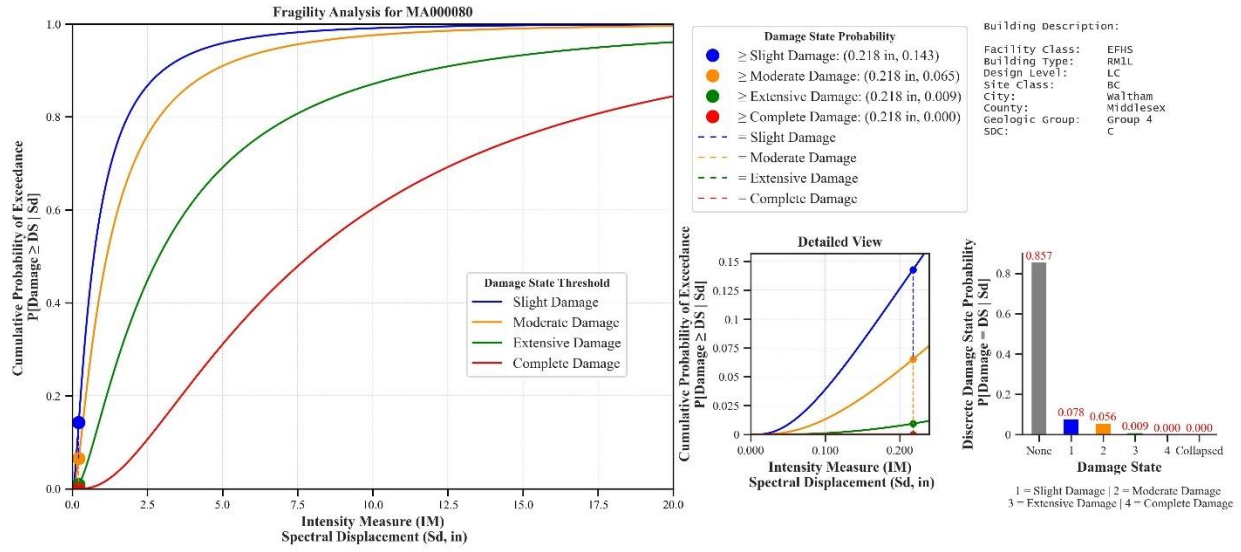 Fragility Analysis for MA000080
1.0
0.8
0.6
0.4
0.2
0.0
Cumulative Probability of Exceedance
P[Damage ≥ DS | Sd]
0.0 2.5 5.0 7.5 10.0 12.5 15.0 17.5 20.0
Intensity Measure (IM)
Spectral Displacement (Sd, in)
Damage State Threshold
Slight Damage
Moderate Damage
Extensive Damage
Complete Damage
Damage State Probability
≥ Slight Damage: (0.218 in, 0.143)
≥ Moderate Damage: (0.218 in, 0.065)
≥ Extensive Damage: (0.218 in, 0.009)
≥ Complete Damage: (0.218 in, 0.000)
= Slight Damage
= Moderate Damage
= Extensive Damage
= Complete Damage
Building Description:
Facility Class: EFHS
Building Type: RM1L
Design Level: LC
Site Class: BC
City: Waltham
County: Middlesex
Geologic Group: Group 4
SDC: C
Detailed View
0.15
0.125
0.1
0.075
0.05
0.025
0
Cumulative Probability of Exceedance
P[Damage ≥ DS | Sd]
0.000 0.100 0.200
Intensity Measure (IM)
Spectral Displacement (Sd, in)
Discrete Damage State Probability
P[Damage = DS | Sd]
0.8
0.6
0.4
0.2
0
0.857
0.078
0.056
0.009
0.000
0.000
None 1 2 3 4 Collapsed
Damage State
1 = Slight Damage | 2 = Moderate Damage
3 = Extensive Damage | 4 = Complete Damage